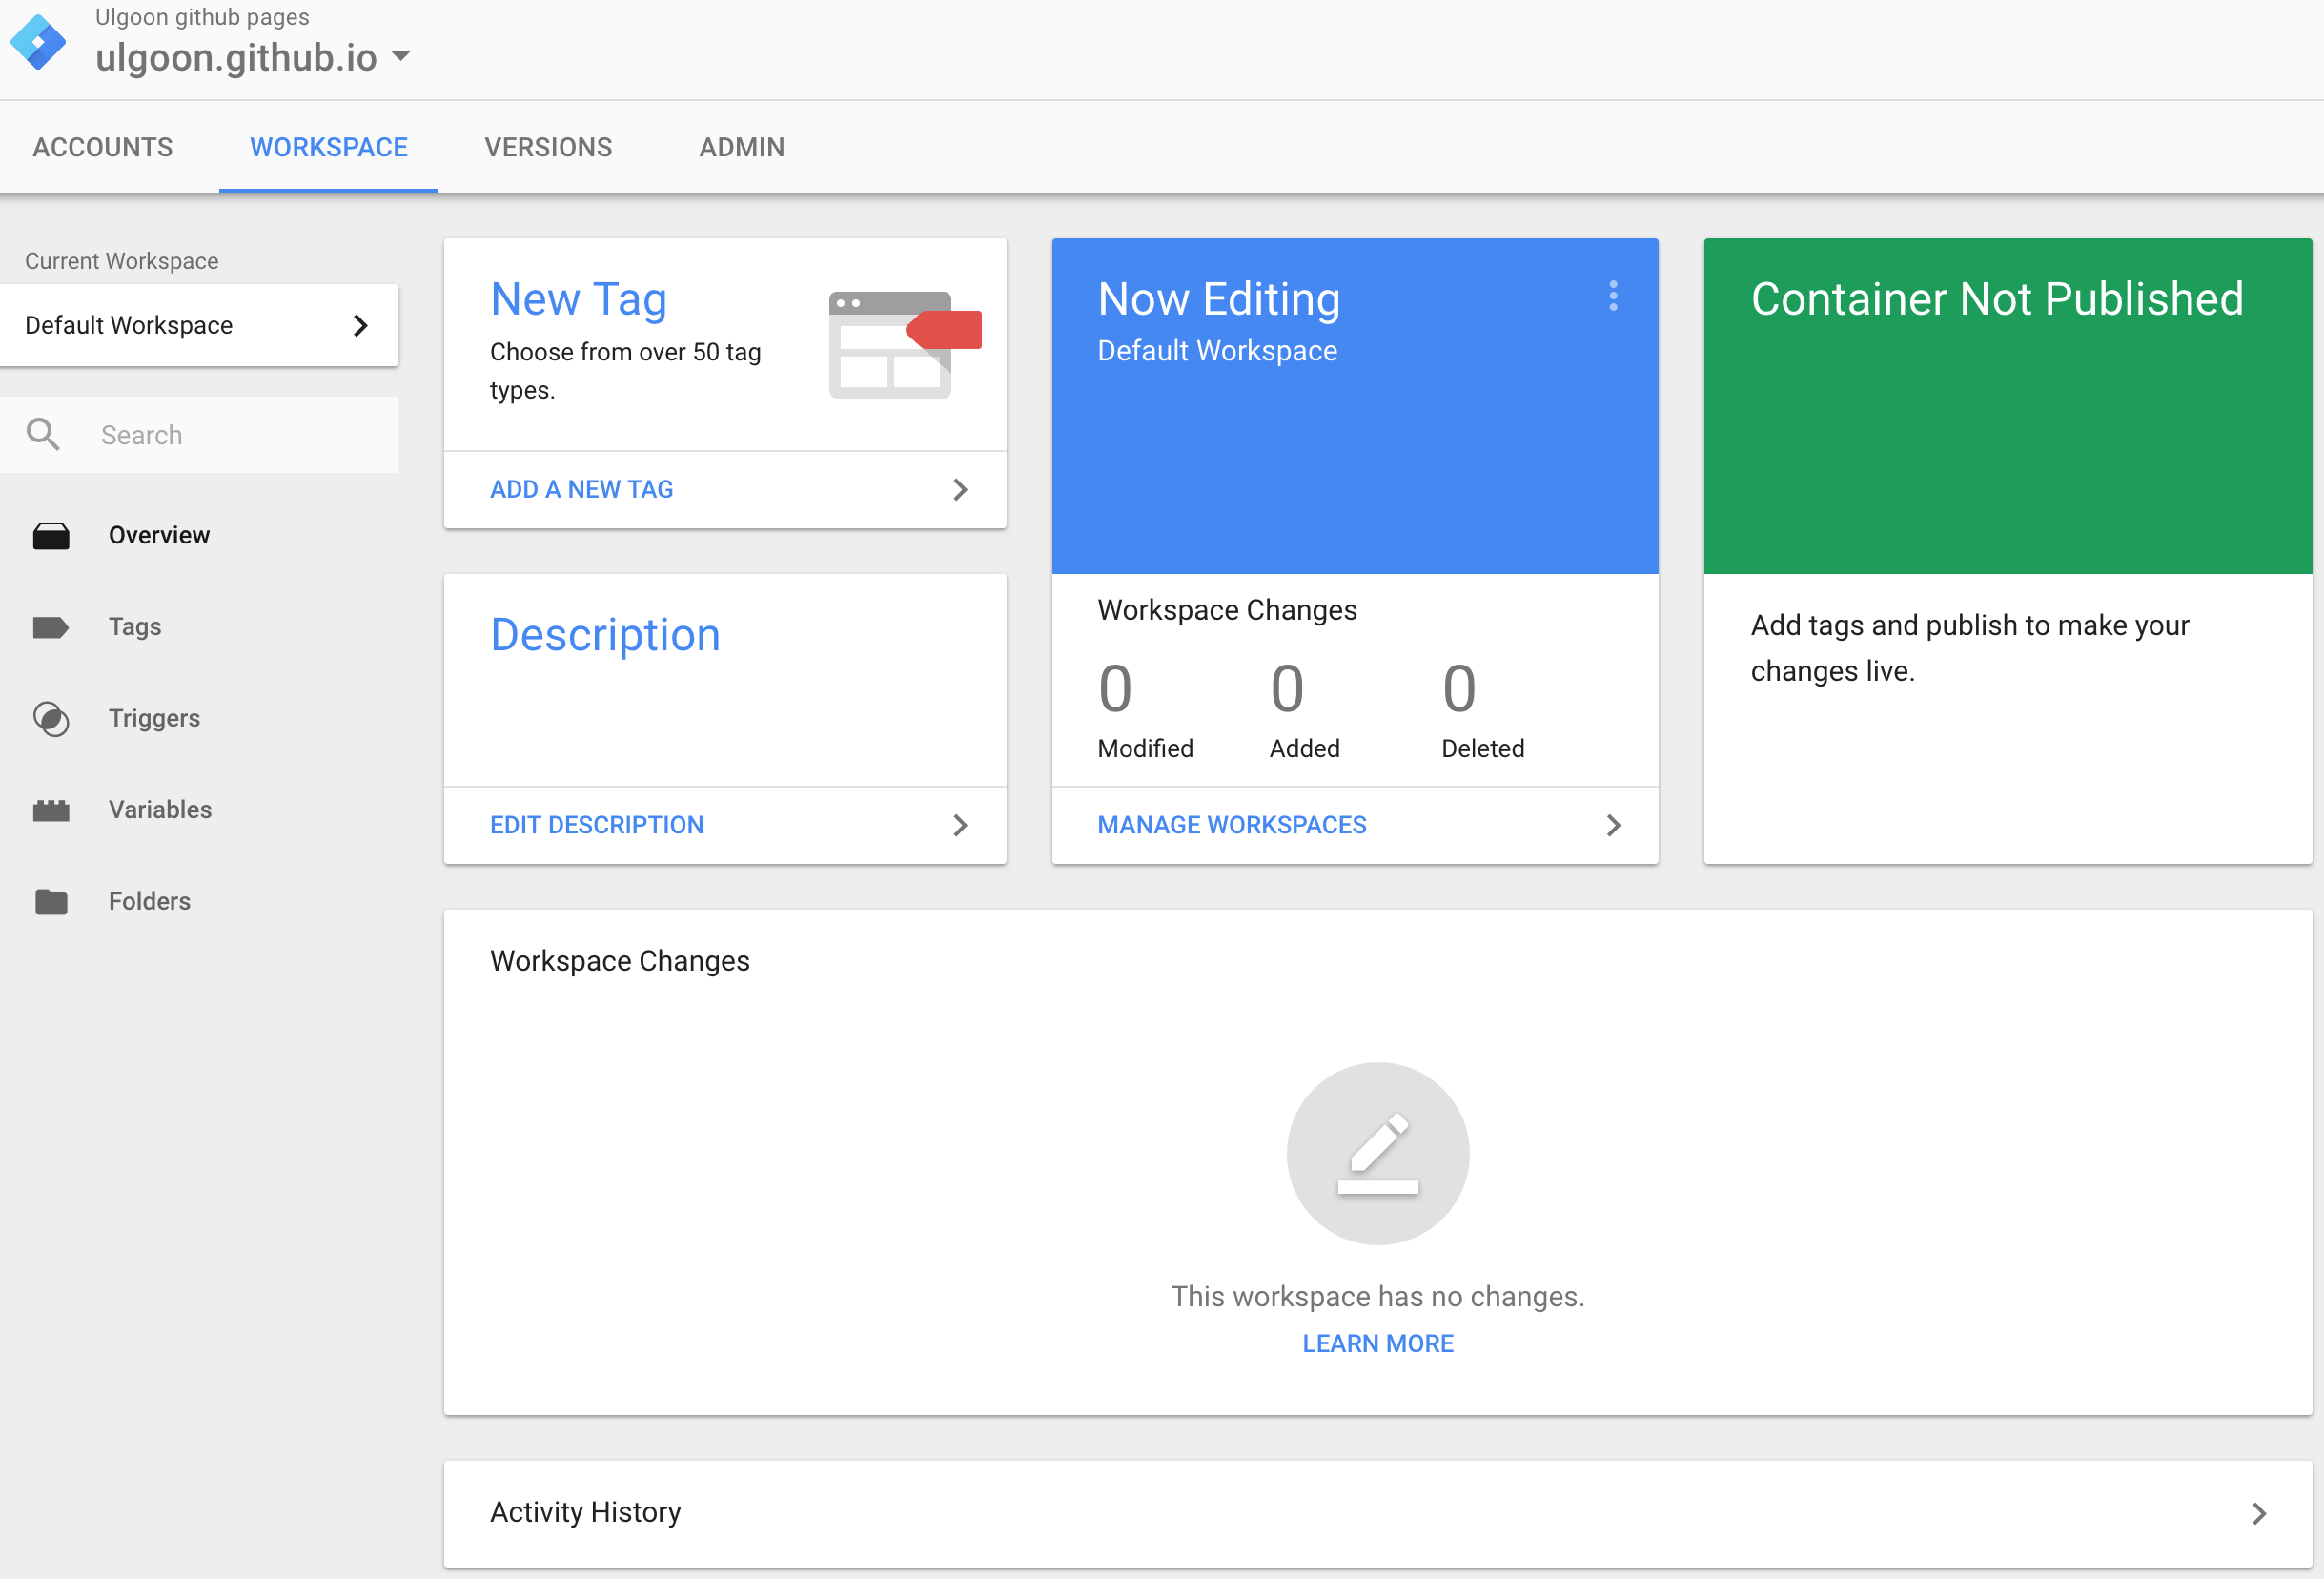 Ulgoon github pages
ulgoon.github.io
ACCOUNTS
WORKSPACE
VERSIONS
ADMIN
Current Workspace
Default Workspace
Search
Overview
Tags
Triggers
Variables
Folders
New Tag
Choose from over 50 tag
types.
ADD A NEW TAG
Description
EDIT DESCRIPTION
Now Editing
Default Workspace
Workspace Changes
0 0 0
Modified Added Deleted
MANAGE WORKSPACES
Container Not Published
Add tags and publish to make your
changes live.
Workspace Changes
This workspace has no changes.
LEARN MORE
Activity History